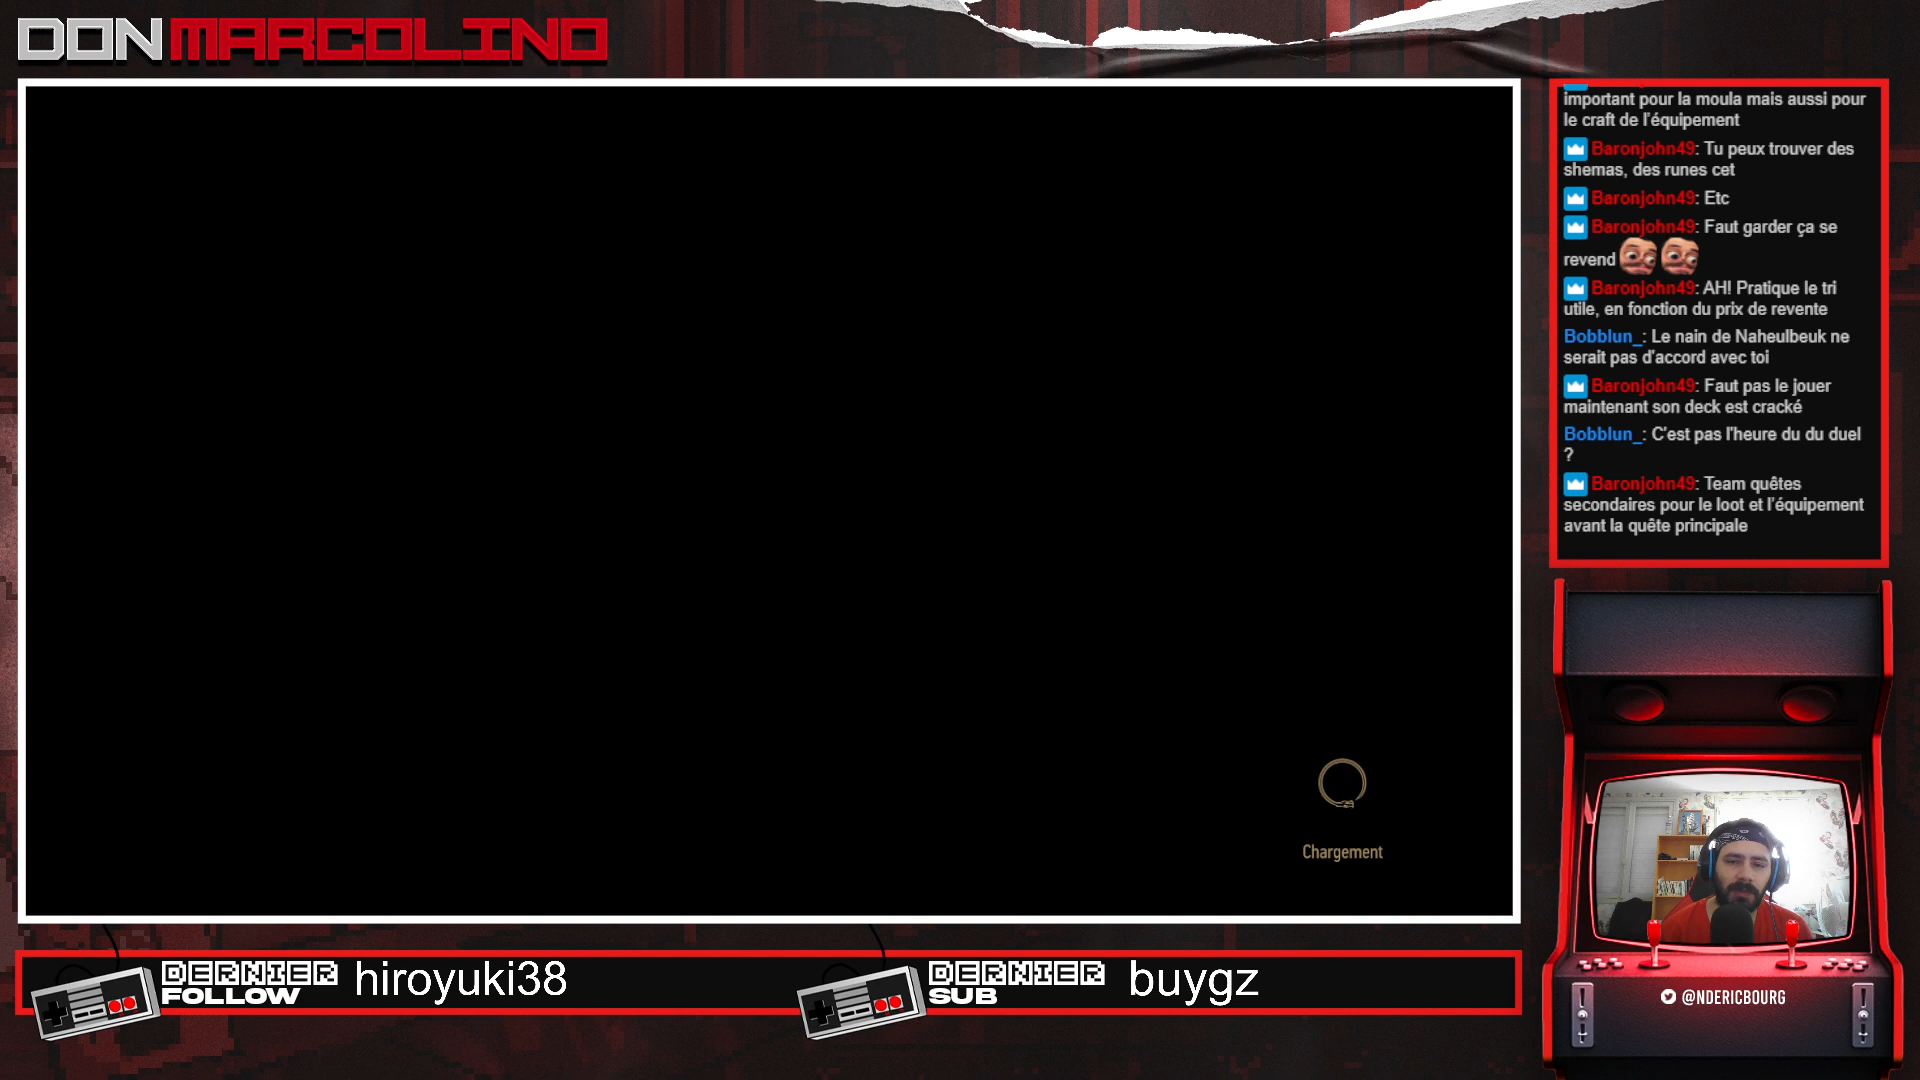 DON MARCOLINO
important pour la moula mais aussi pour
le craft de l'équipement
Baronjohn49: Tu peux trouver des
shemas, des runes cet
Baronjohn49: Etc
Baronjohn49: Faut garder ça se
revend
Baronjohn49: AH! Pratique le tri
utile, en fonction du prix de revente
Bobblun_: Le nain de Naheulbeuk ne
serait pas d'accord avec toi
Baronjohn49: Faut pas le jouer
maintenant son deck est cracké
Bobblun_: C'est pas l'heure du du duel
?
Baronjohn49: Team quêtes
secondaires pour le loot et l'équipement
avant la quête principale
Chargement
DERNIER
FOLLOW
hiroyuki38
DERNIER
SUB
buygz
@NDERICBOURG